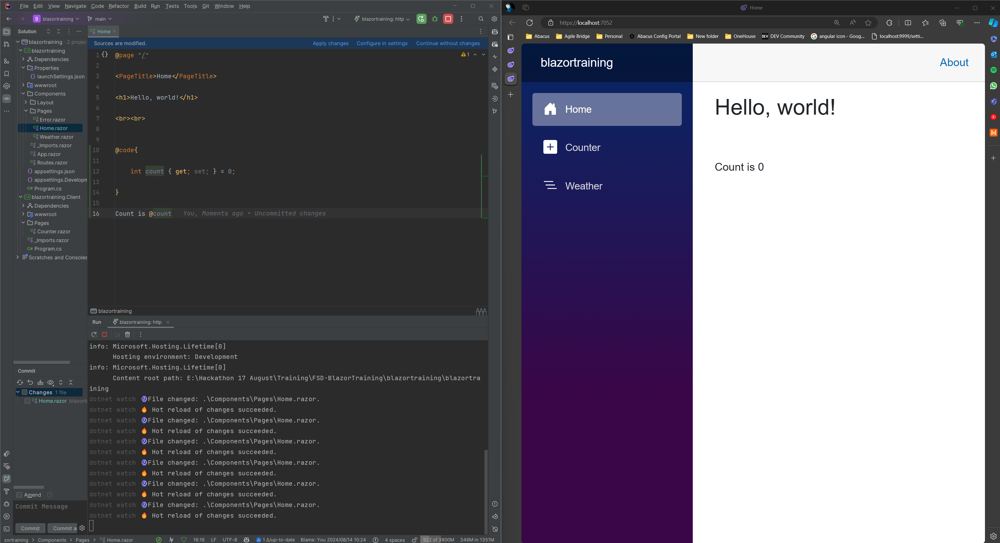 File Edit View Navigate Code Refactor Build Run Tests Tools Git Window Help
B blazortraining main blazortraining: http
Solution
blazortraining · 2 projec
blazortraining
Dependencies
Properties
launchSettings.json
wwwroot
Components
Layout
Pages
Error.razor
Home.razor
Weather.razor
_Imports.razor
App.razor
Routes.razor
appsettings.json
appsettings.Developm
Program.cs
blazortraining.Client
Dependencies
wwwroot
Pages
Counter.razor
_Imports.razor
Program.cs
Scratches and Consoles
Commit
Changes 1 file
Home.razor blazortr
Amend
Commit Message
Commit Commit a
Home
Sources are modified. Apply changes Configure in settings Continue without changes
1 @page "/"
1
2
3 <PageTitle>Home</PageTitle>
4
5 <h1>Hello, world!</h1>
6
7 <br><br>
8
9
10 @code{
11
12 int count { get; set; } = 0;
13
14 }
15
16 Count is @count You, Moments ago • Uncommitted changes
blazortraining
Run blazortraining: http
info: Microsoft.Hosting.Lifetime[0]
Hosting environment: Development
info: Microsoft.Hosting.Lifetime[0]
Content root path: E:\Hackathon 17 August\Training\FSD-BlazorTraining\blazortraining\blazortra
ining
dotnet watch ⌚File changed: .\Components\Pages\Home.razor.
dotnet watch 🔥 Hot reload of changes succeeded.
dotnet watch ⌚File changed: .\Components\Pages\Home.razor.
dotnet watch 🔥 Hot reload of changes succeeded.
dotnet watch ⌚File changed: .\Components\Pages\Home.razor.
dotnet watch 🔥 Hot reload of changes succeeded.
dotnet watch ⌚File changed: .\Components\Pages\Home.razor.
dotnet watch 🔥 Hot reload of changes succeeded.
dotnet watch ⌚File changed: .\Components\Pages\Home.razor.
dotnet watch 🔥 Hot reload of changes succeeded.
dotnet watch ⌚File changed: .\Components\Pages\Home.razor.
dotnet watch 🔥 Hot reload of changes succeeded.
zortraining > Components > Pages > Home.razor 16:16 LF UTF-8 1 Δ/up-to-date Blame: You 2024/08/14 10:24 4 spaces 922 of 3800M 346M in 1351M
Home
https://localhost:7052
Abacus Agile Bridge Personal Abacus Config Portal New folder OneHouse DEV DEV Community angular icon - Goog... localhost:9999/setti...
blazortraining
About
Home
Counter
Weather
Hello, world!
Count is 0